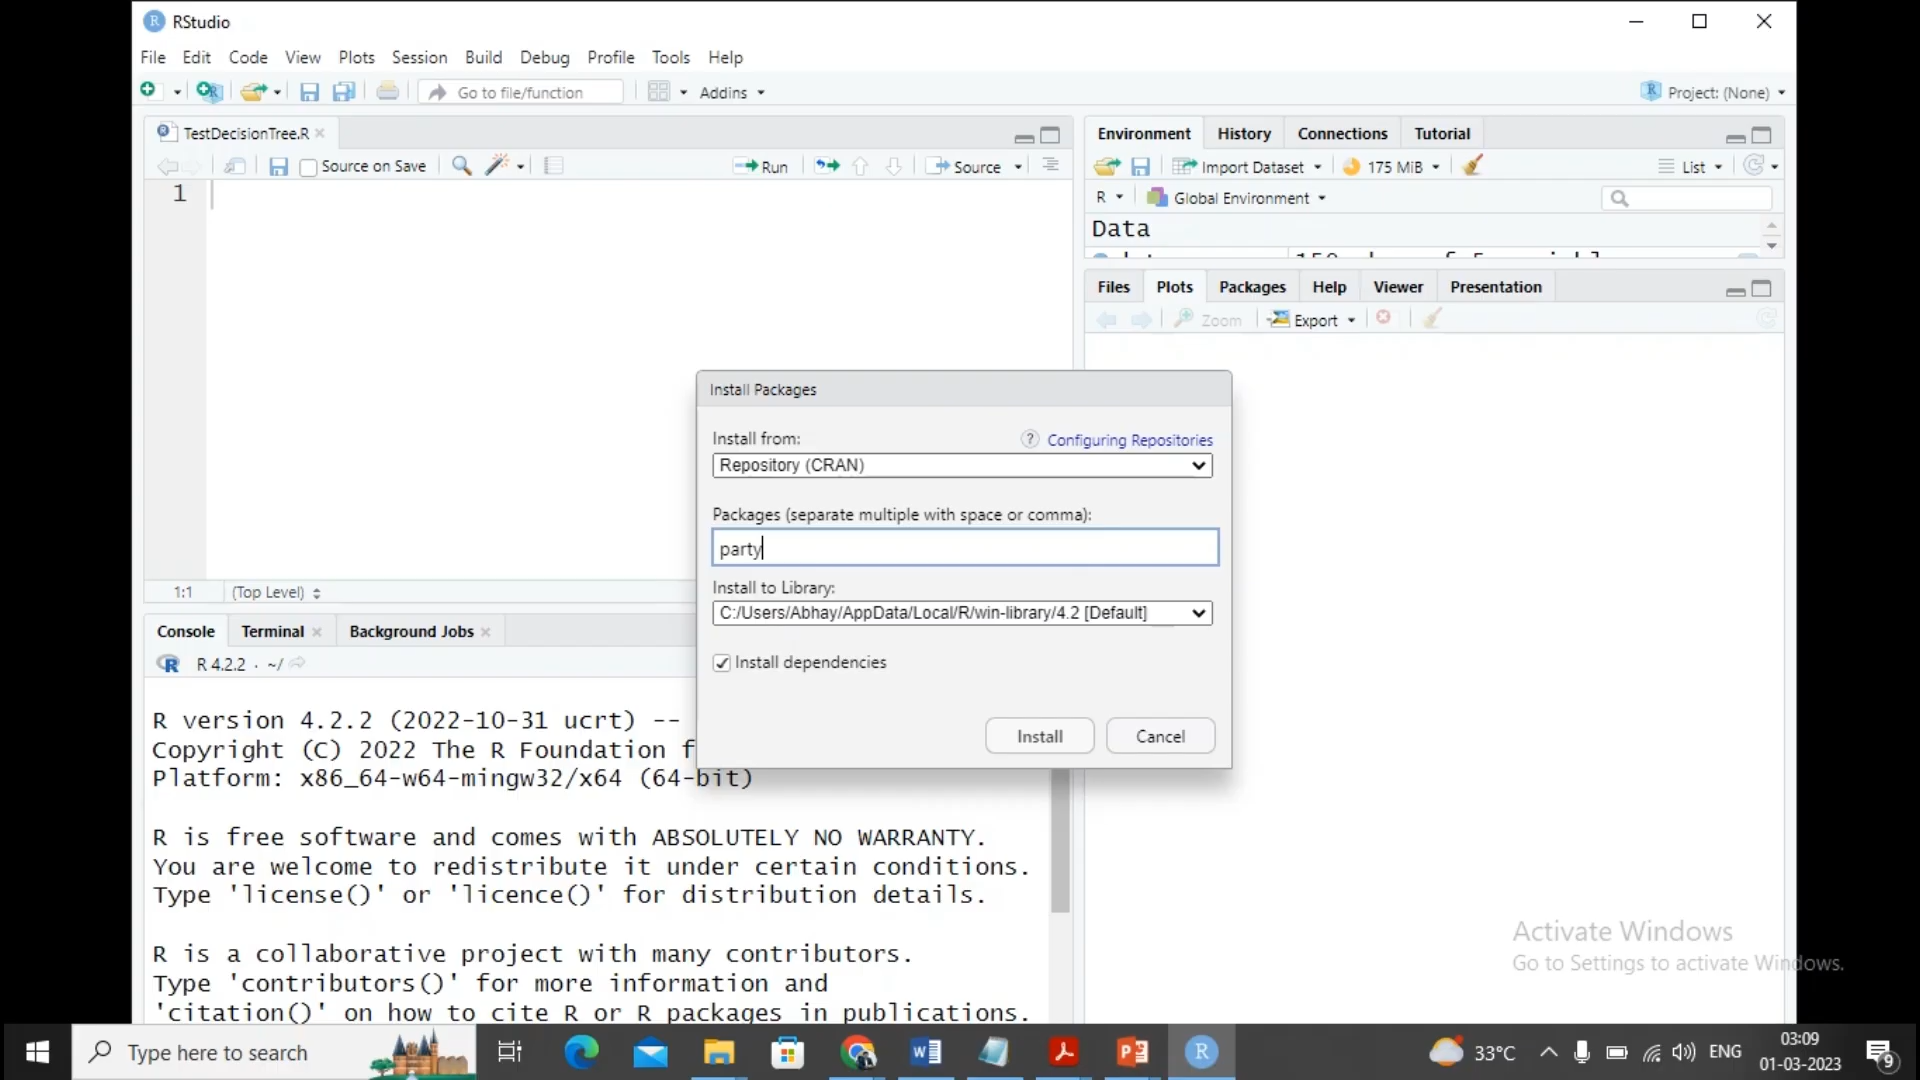 RStudio
File Edit Code View Plots Session Build Debug Profile Tools Help
Go to file/function
Addins
Project: (None)
TestDecisionTree.R
Source on Save
Run
Source
1
1:1
(Top Level)
Environment History Connections Tutorial
Import Dataset
175 MiB
List
R
Global Environment
Data
Files Plots Packages Help Viewer Presentation
Zoom
Export
Install Packages
Install from:
? Configuring Repositories
Repository (CRAN)
Packages (separate multiple with space or comma):
party
Install to Library:
C:/Users/Abhay/AppData/Local/R/win-library/4.2 [Default]
Install dependencies
Install
Cancel
Console Terminal Background Jobs
R 4.2.2 · ~/
R version 4.2.2 (2022-10-31 ucrt) --
Copyright (C) 2022 The R Foundation f
Platform: x86_64-w64-mingw32/x64 (64-bit)
R is free software and comes with ABSOLUTELY NO WARRANTY.
You are welcome to redistribute it under certain conditions.
Type 'license()' or 'licence()' for distribution details.
R is a collaborative project with many contributors.
Type 'contributors()' for more information and
'citation()' on how to cite R or R packages in publications.
Activate Windows
Go to Settings to activate Windows.
Type here to search
33°C
ENG
03:09
01-03-2023
9